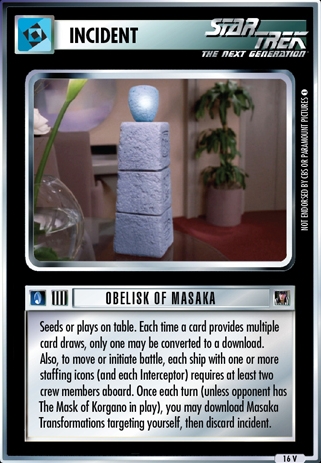 INCIDENT
STAR TREK
THE NEXT GENERATION
NOT ENDORSED BY CBS OR PARAMOUNT PICTURES
OBELISK OF MASAKA
Seeds or plays on table. Each time a card provides multiple
card draws, only one may be converted to a download.
Also, to move or initiate battle, each ship with one or more
staffing icons (and each Interceptor) requires at least two
crew members aboard. Once each turn (unless opponent has
The Mask of Korgano in play), you may download Masaka
Transformations targeting yourself, then discard incident.
16 V